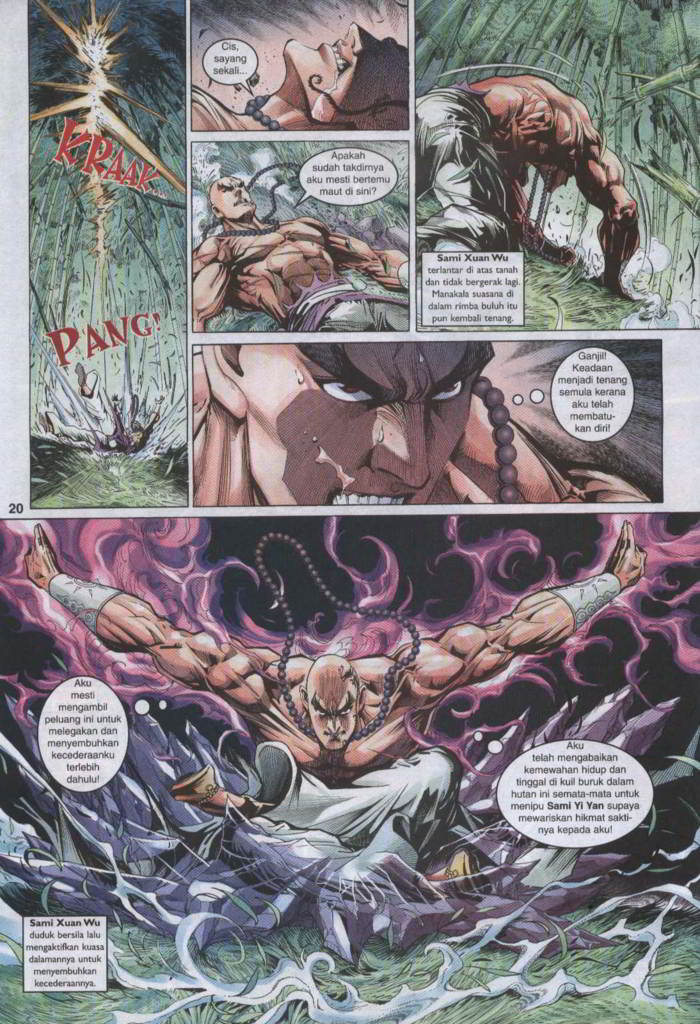 KRAAK...
PANG!
Cis,
sayang
sekali...
Apakah
sudah takdirnya
aku mesti bertemu
maut di sini?
Sami Xuan Wu
terlantar di atas tanah
dan tidak bergerak lagi.
Manakala suasana di
dalam rimba buluh itu
pun kembali tenang.
Ganjil!
Keadaan
menjadi tenang
semula kerana
aku telah
membatu-
kan diri!
20
Aku
mesti
mengambil
peluang ini untuk
melegakan dan
menyembuhkan
kecederaanku
terlebih
dahulu!
Aku
telah mengabaikan
kemewahan hidup dan
tinggal di kuil buruk dalam
hutan ini semata-mata untuk
menipu Sami Yi Yan supaya
mewariskan hikmat sakti-
nya kepada aku!
Sami Xuan Wu
duduk bersila lalu
mengaktifkan kuasa
dalamannya untuk
menyembuhkan
kecederaannya.